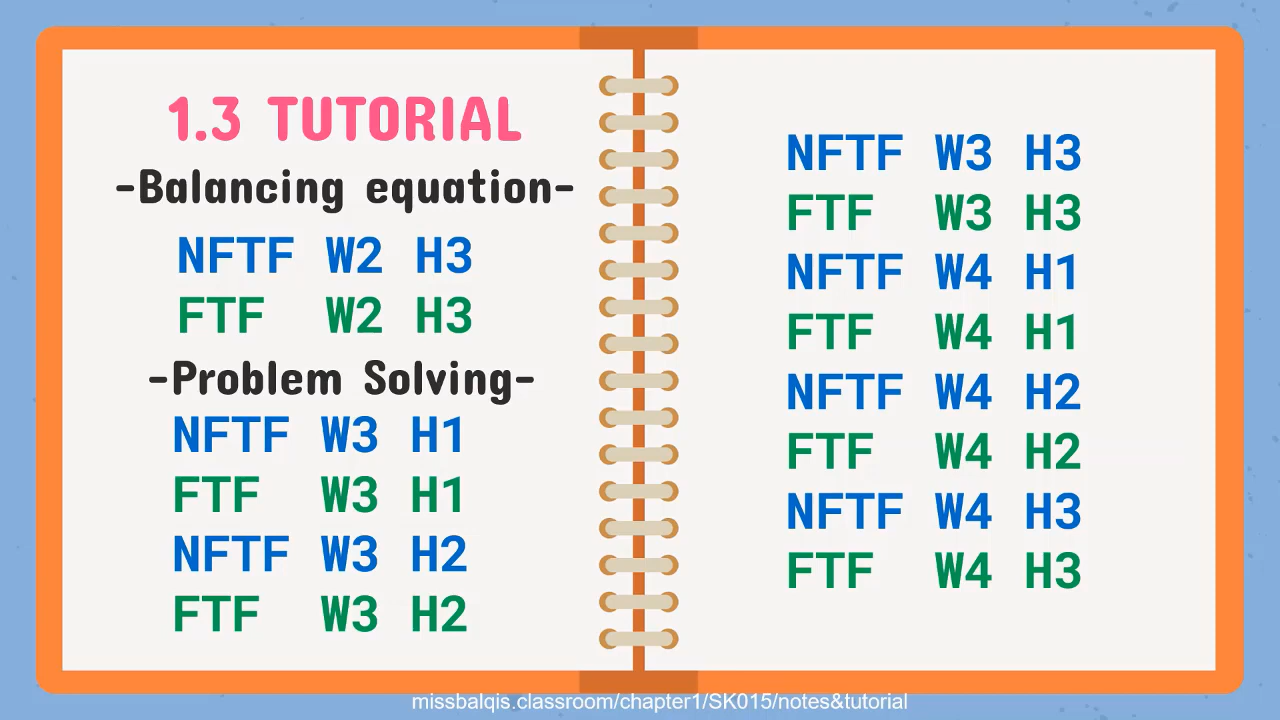 1.3 TUTORIAL
-Balancing equation-
NFTF W2 H3
FTF W2 H3
-Problem Solving-
NFTF W3 H1
FTF W3 H1
NFTF W3 H2
FTF W3 H2
NFTF W3 H3
FTF W3 H3
NFTF W4 H1
FTF W4 H1
NFTF W4 H2
FTF W4 H2
NFTF W4 H3
FTF W4 H3
missbalqis.classroom/chapter1/SK015/notes&tutorial